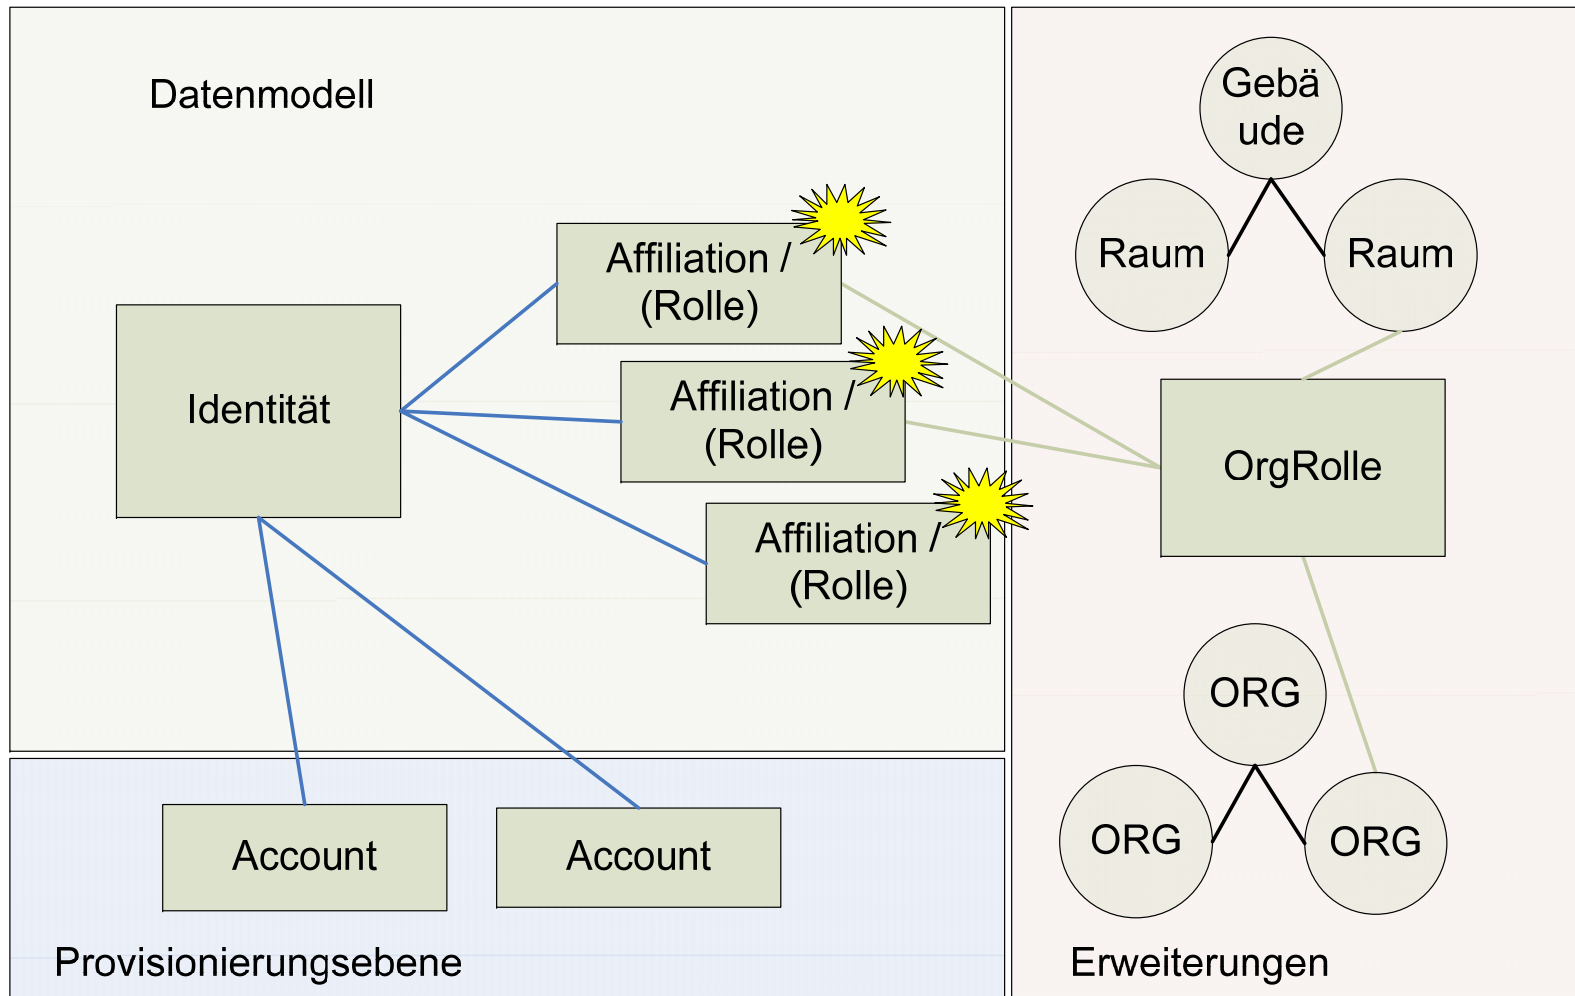 Datenmodell
Affiliation /
(Rolle)
Affiliation /
(Rolle)
Affiliation /
(Rolle)
Identität
Account
Account
Provisionierungsebene
Gebä
ude
Raum
Raum
OrgRolle
ORG
ORG
ORG
Erweiterungen